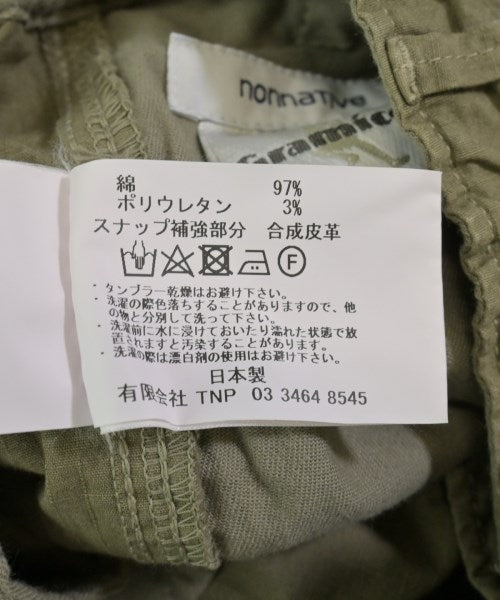 nonnative
Gramicci
綿 97%
ポリウレタン 3%
スナップ補強部分 合成皮革
F
・タンブラー乾燥はお避け下さい。
・洗濯の際色落ちすることがありますので、他
の物と分別して洗って下さい。
・洗濯前に水に浸けておいたり濡れた状態で放
置されますと汚染することがあります。
・洗濯の際は漂白剤の使用はお避け下さい。
日本製
有限会社 TNP 03 3464 8545